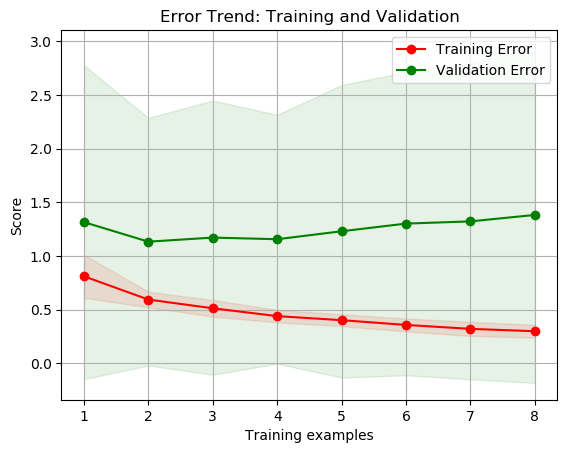 Error Trend: Training and Validation
Training Error
Validation Error
Score
3.0
2.5
2.0
1.5
1.0
0.5
0.0
1 2 3 4 5 6 7 8
Training examples